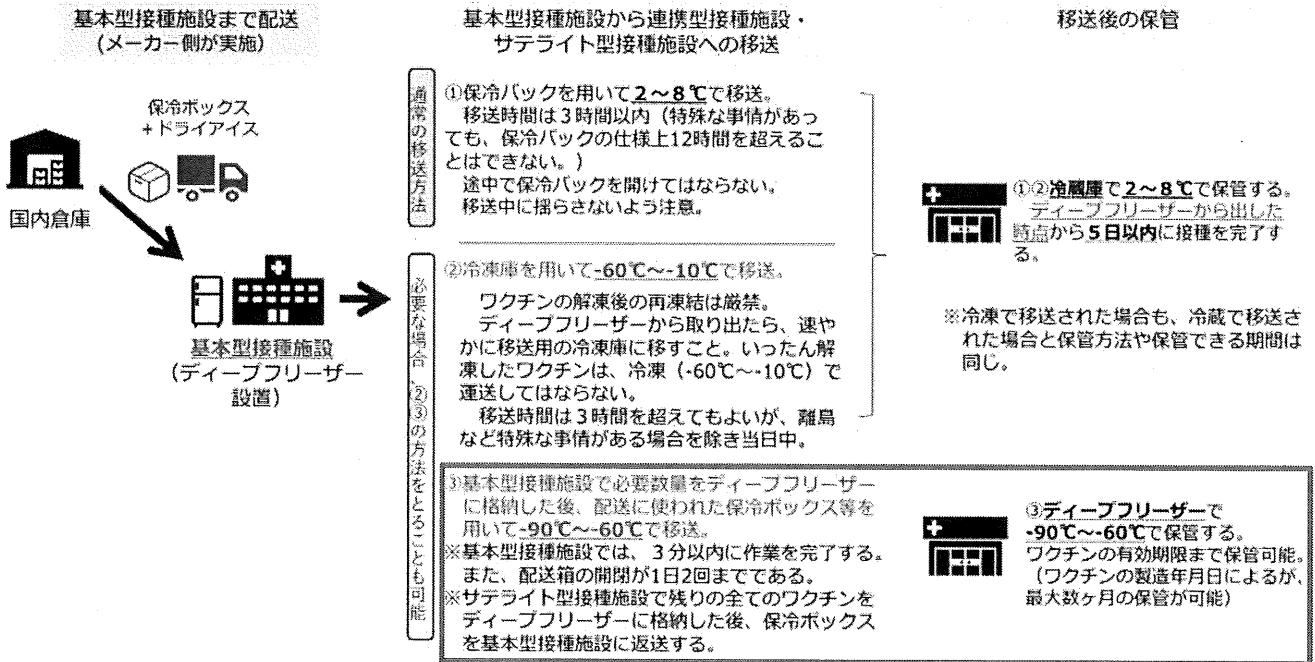 基本型接種施設まで配送
(メーカー側が実施)
基本型接種施設から連携型接種施設・
サテライト型接種施設への移送
移送後の保管
保冷ボックス
+ドライアイス
国内倉庫
基本型接種施設
(ディープフリーザー
設置)
通常の移送方法
①保冷バックを用いて2～8℃で移送。
移送時間は3時間以内（特殊な事情があっ
ても、保冷バックの仕様上12時間を超えるこ
とはできない。）
途中で保冷バックを開けてはならない。
移送中に揺らさないよう注意。
必要な場合、②③の方法をとることも可能
②冷凍庫を用いて-60℃～-10℃で移送。
ワクチンの解凍後の再凍結は厳禁。
ディープフリーザーから取り出たら、速や
かに移送用の冷凍庫に移すこと。いったん解
凍したワクチンは、冷凍（-60℃～-10℃）で
運送してはならない。
移送時間は3時間を超えてもよいが、離島
など特殊な事情がある場合を除き当日中。
①②冷蔵庫で2～8℃で保管する。
ディープフリーザーから出した
時点から5日以内に接種を完了す
る。
※冷凍で移送された場合も、冷蔵で移送さ
れた場合と保管方法や保管できる期間は
同じ。
③基本型接種施設で必要数量をディープフリーザー
に格納した後、配送に使われた保冷ボックス等を
用いて-90℃～-60℃で移送。
※基本型接種施設では、3分以内に作業を完了する。
また、配送箱の開閉が1日2回までである。
※サテライト型接種施設で残りの全てのワクチンを
ディープフリーザーに格納した後、保冷ボックス
を基本型接種施設に返送する。
③ディープフリーザーで
-90℃～-60℃で保管する。
ワクチンの有効期限まで保管可能。
（ワクチンの製造年月日によるが、
最大数ヶ月の保管が可能）